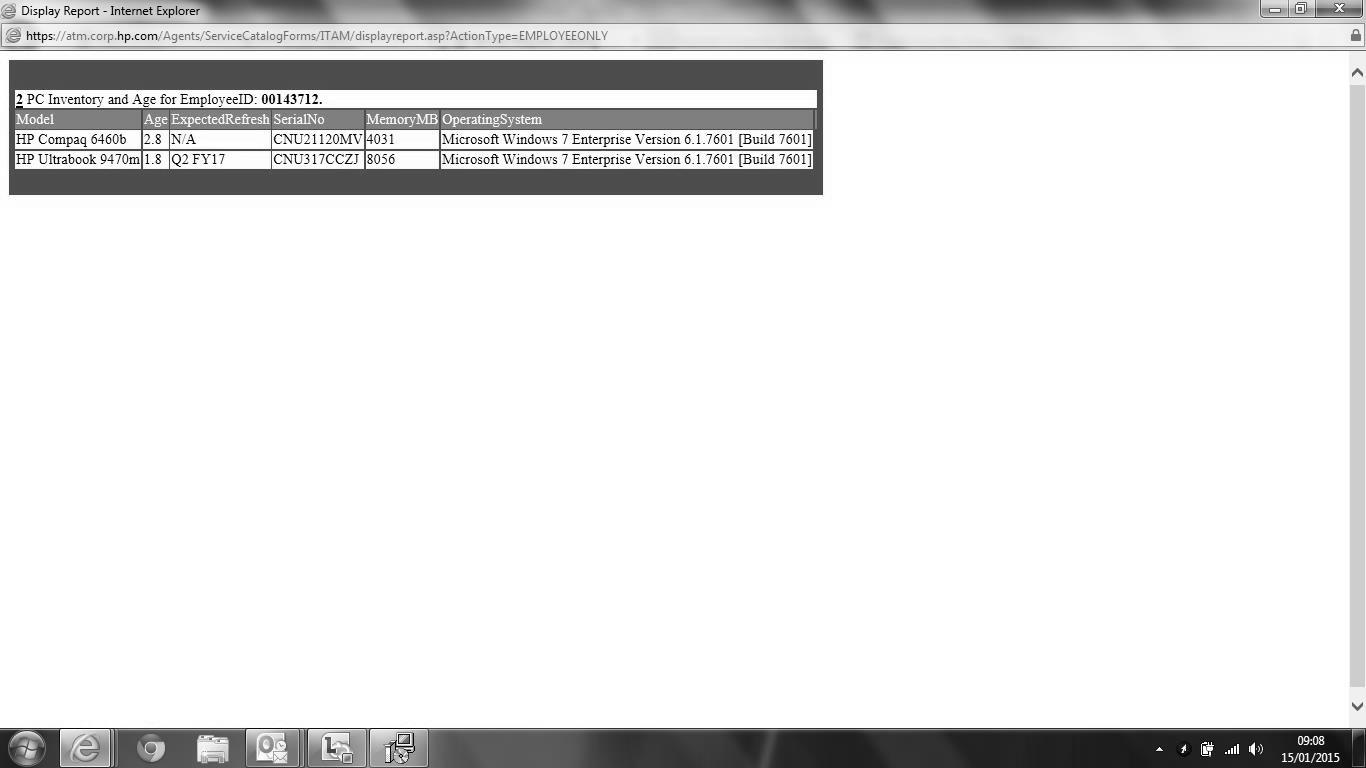 Display Report - Internet Explorer
https://atm.corp.hp.com/Agents/ServiceCatalogForms/ITAM/displayreport.asp?ActionType=EMPLOYEEONLY
2 PC Inventory and Age for EmployeeID: 00143712.
Model Age ExpectedRefresh SerialNo MemoryMB OperatingSystem
HP Compaq 6460b 2.8 N/A CNU21120MV 4031 Microsoft Windows 7 Enterprise Version 6.1.7601 [Build 7601]
HP Ultrabook 9470m 1.8 Q2 FY17 CNU317CCZJ 8056 Microsoft Windows 7 Enterprise Version 6.1.7601 [Build 7601]
09:08
15/01/2015